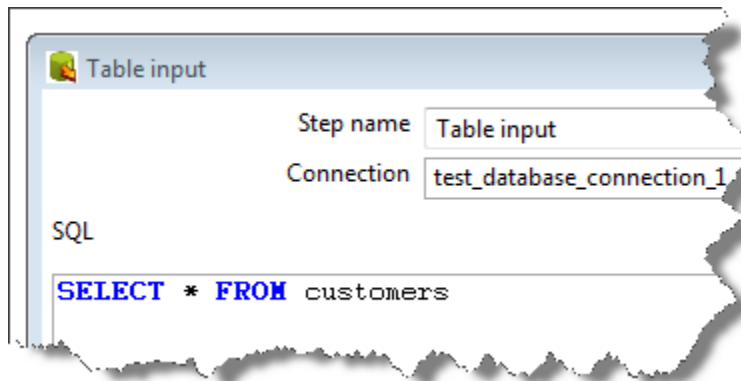 Table input
Step name Table input
Connection test_database_connection_1
SQL
SELECT * FROM customers